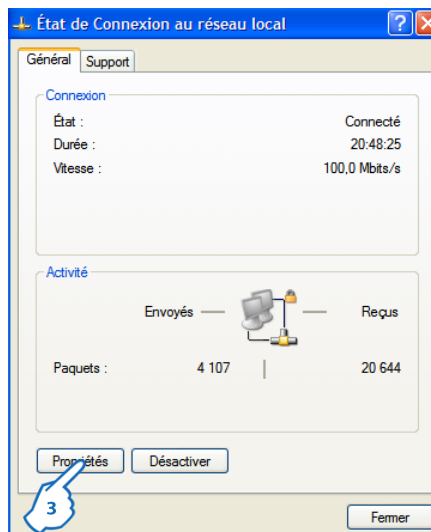 État de Connexion au réseau local
Général Support
Connexion
État : Connecté
Durée : 20:48:25
Vitesse : 100,0 Mbits/s
Activité
Envoyés Reçus
Paquets : 4 107 20 644
Propriétés Désactiver
3
Fermer